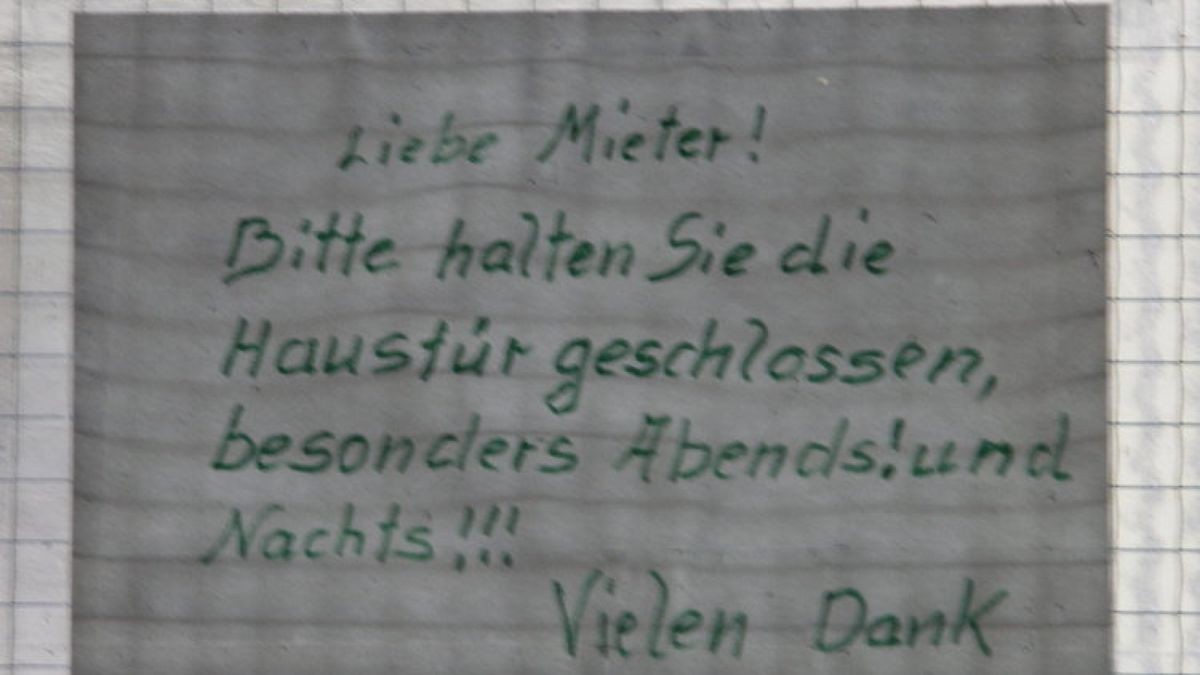 Liebe Mieter!
Bitte halten Sie die
Haustür geschlossen,
besonders Abends! und
Nachts!!!
Vielen Dank